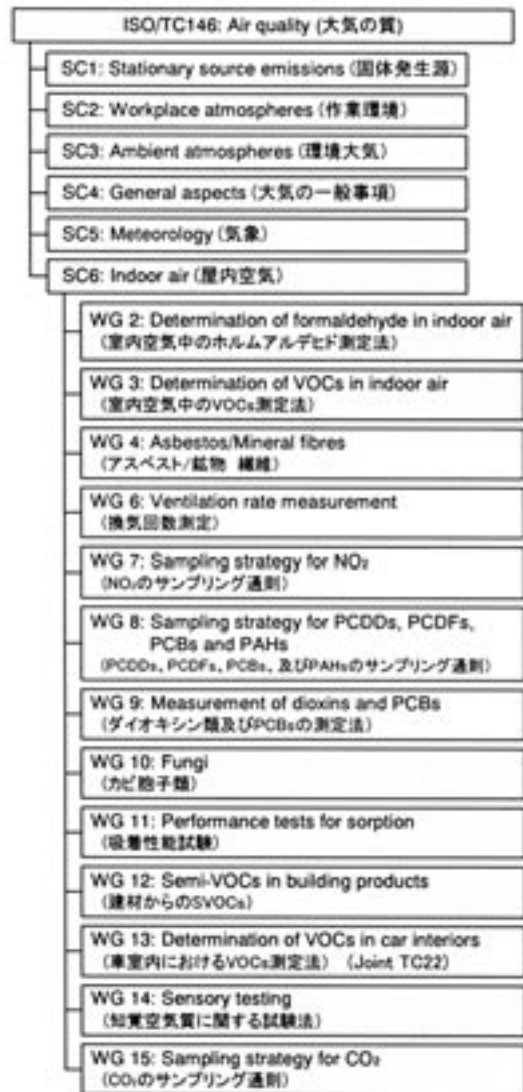 ISO/TC146: Air quality (大気の質)
SC1: Stationary source emissions (固体発生源)
SC2: Workplace atmospheres (作業環境)
SC3: Ambient atmospheres (環境大気)
SC4: General aspects (大気の一般事項)
SC5: Meteorology (気象)
SC6: Indoor air (屋内空気)
WG 2: Determination of formaldehyde in indoor air
(室内空気中のホルムアルデヒド測定法)
WG 3: Determination of VOCs in indoor air
(室内空気中のVOCs測定法)
WG 4: Asbestos/Mineral fibres
(アスベスト/鉱物 繊維)
WG 6: Ventilation rate measurement
(換気回数測定)
WG 7: Sampling strategy for NO₂
(NO₂のサンプリング通則)
WG 8: Sampling strategy for PCDDs, PCDFs,
PCBs and PAHs
(PCDDs, PCDFs, PCBs, 及びPAHsのサンプリング通則)
WG 9: Measurement of dioxins and PCBs
(ダイオキシン類及びPCBsの測定法)
WG 10: Fungi
(カビ胞子類)
WG 11: Performance tests for sorption
(吸着性能試験)
WG 12: Semi-VOCs in building products
(建材からのSVOCs)
WG 13: Determination of VOCs in car interiors
(車室内におけるVOCs測定法) (Joint TC22)
WG 14: Sensory testing
(知覚空気質に関する試験法)
WG 15: Sampling strategy for CO₂
(CO₂のサンプリング通則)